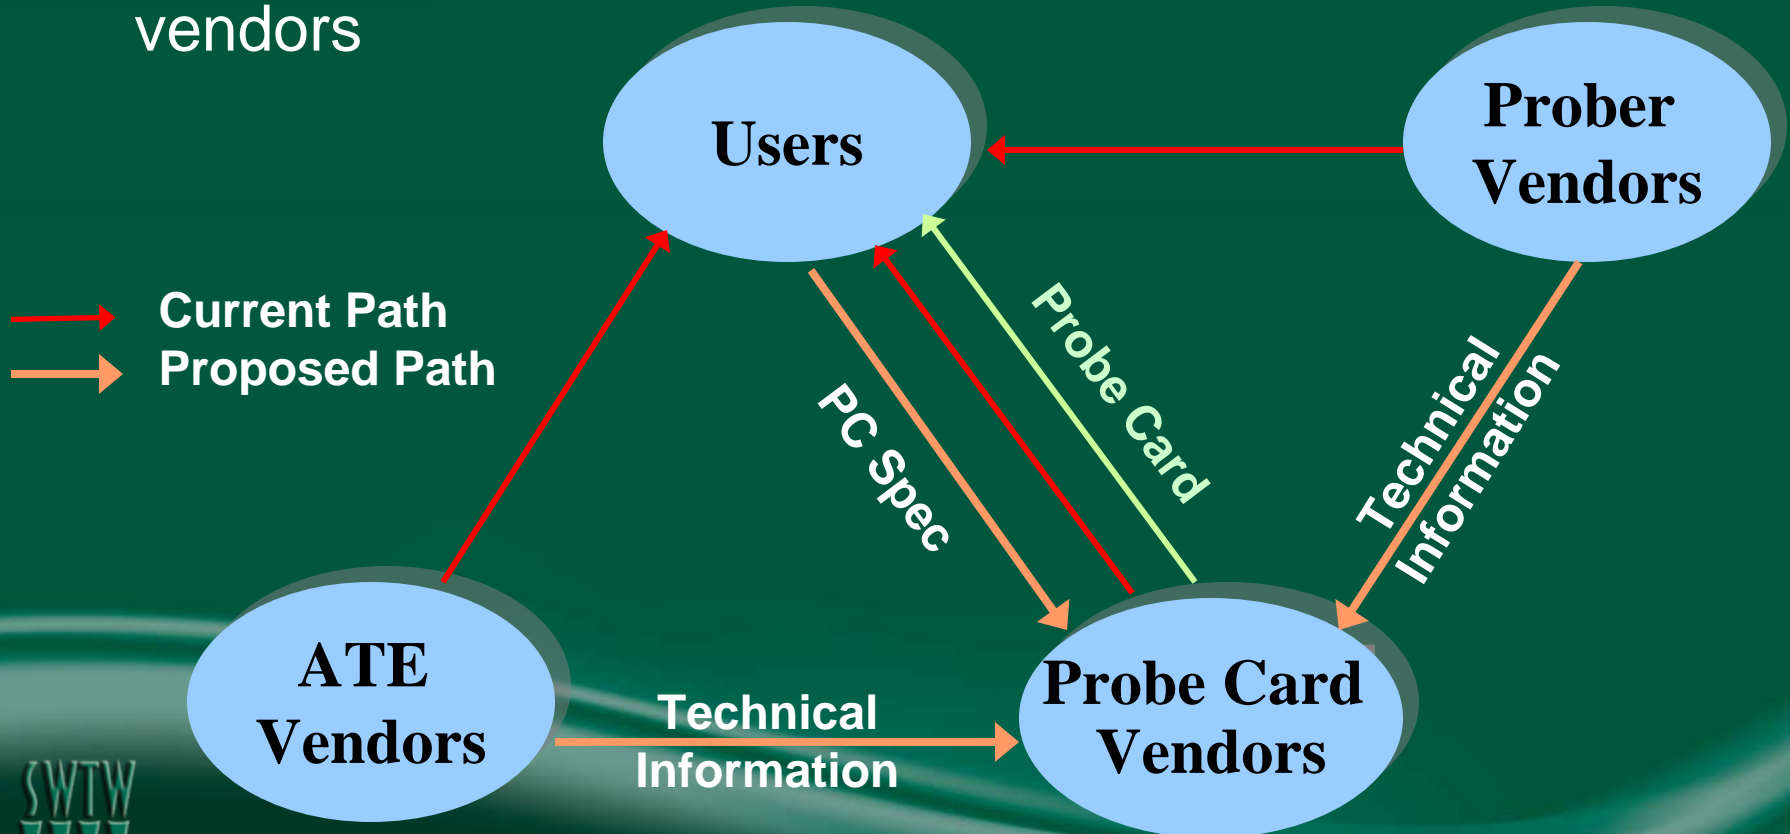 vendors
Users
Prober
Vendors
Current Path
Proposed Path
Probe Card
PC Spec
Technical
Information
ATE
Vendors
Technical
Information
Probe Card
Vendors
SWTW